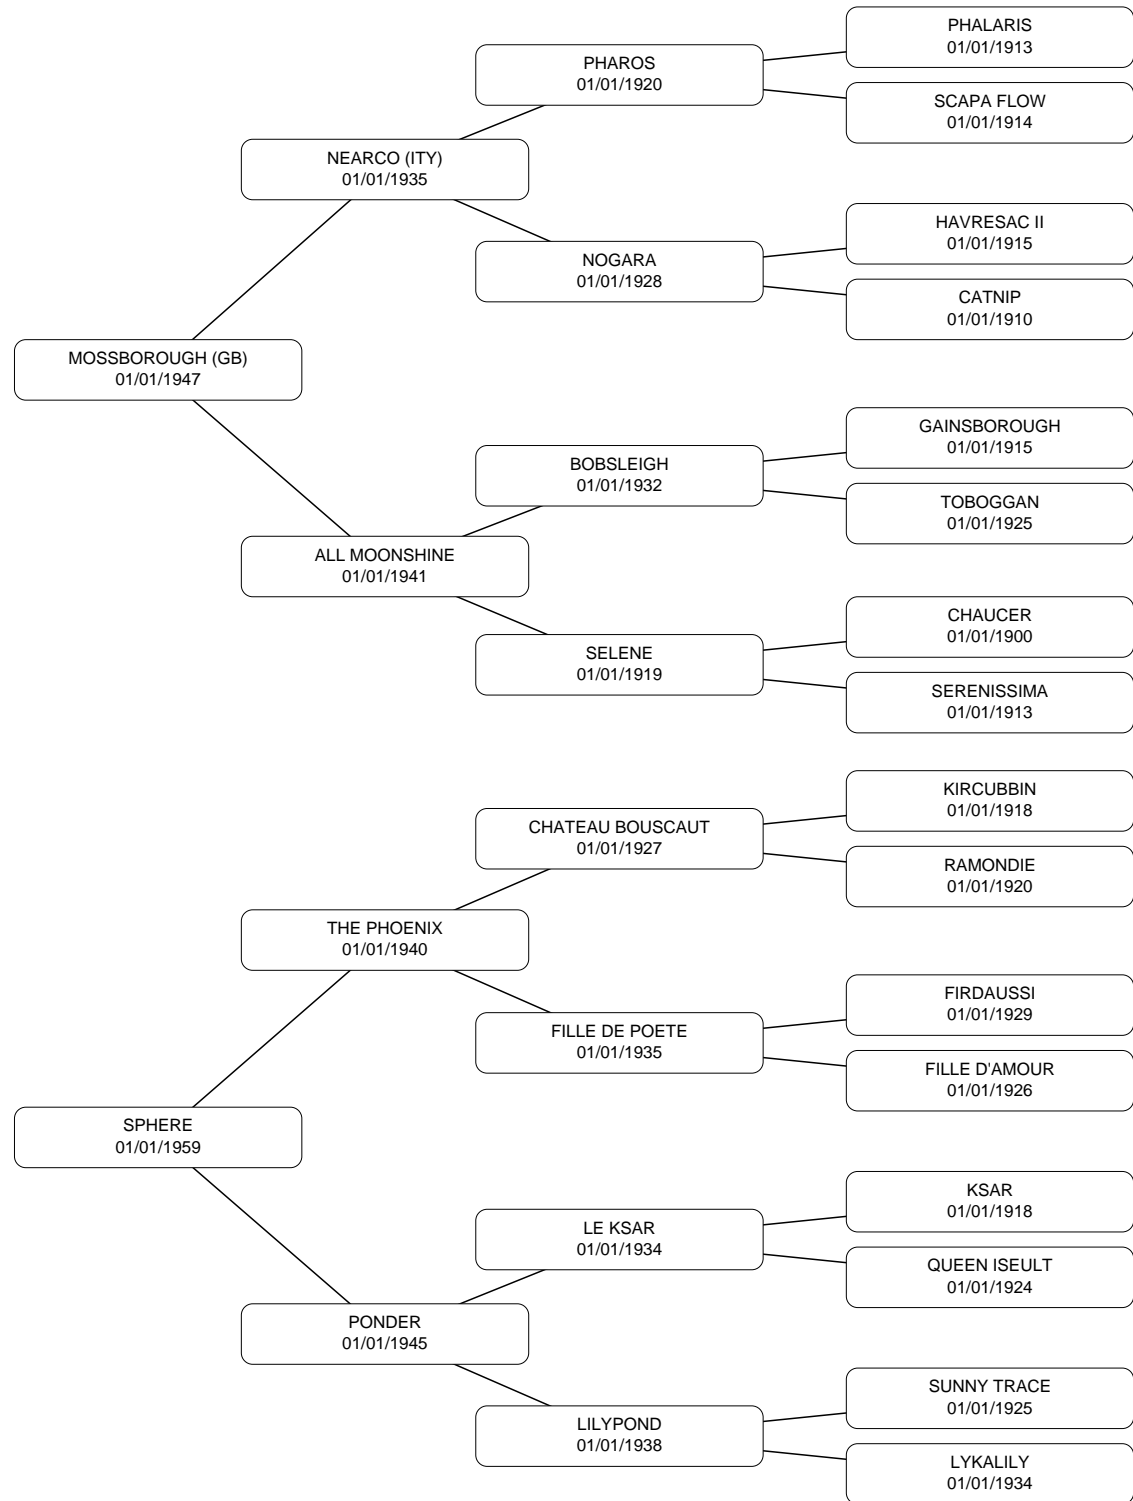 PHALARIS
01/01/1913
PHAROS
01/01/1920
SCAPA FLOW
01/01/1914
NEARCO (ITY)
01/01/1935
HAVRESAC II
01/01/1915
NOGARA
01/01/1928
CATNIP
01/01/1910
MOSSBOROUGH (GB)
01/01/1947
GAINSBOROUGH
01/01/1915
BOBSLEIGH
01/01/1932
TOBOGGAN
01/01/1925
ALL MOONSHINE
01/01/1941
CHAUCER
01/01/1900
SELENE
01/01/1919
SERENISSIMA
01/01/1913
KIRCUBBIN
01/01/1918
CHATEAU BOUSCAUT
01/01/1927
RAMONDIE
01/01/1920
THE PHOENIX
01/01/1940
FIRDAUSSI
01/01/1929
FILLE DE POETE
01/01/1935
FILLE D'AMOUR
01/01/1926
SPHERE
01/01/1959
KSAR
01/01/1918
LE KSAR
01/01/1934
QUEEN ISEULT
01/01/1924
PONDER
01/01/1945
SUNNY TRACE
01/01/1925
LILYPOND
01/01/1938
LYKALILY
01/01/1934